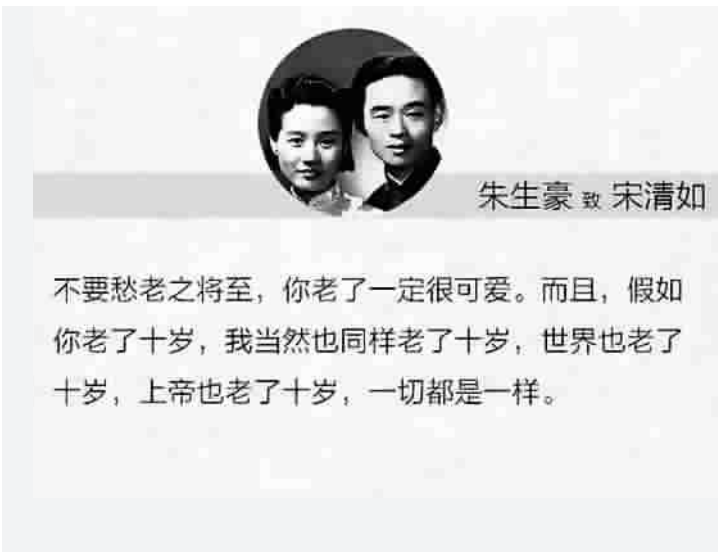 朱生豪 致 宋清如
不要愁老之将至，你老了一定很可爱。而且，假如
你老了十岁，我当然也同样老了十岁，世界也老了
十岁，上帝也老了十岁，一切都是一样。